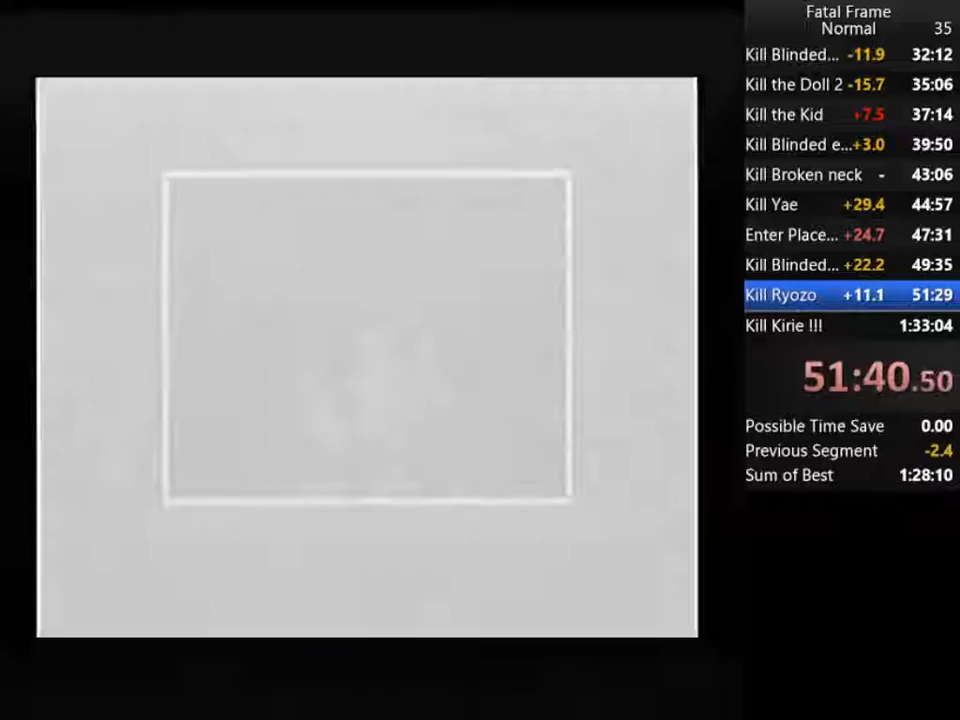 Fatal Frame
Normal 35
Kill Blinded... -11.9 32:12
Kill the Doll 2 -15.7 35:06
Kill the Kid +7.5 37:14
Kill Blinded e...+3.0 39:50
Kill Broken neck - 43:06
Kill Yae +29.4 44:57
Enter Place... +24.7 47:31
Kill Blinded... +22.2 49:35
Kill Ryozo +11.1 51:29
Kill Kirie !!! 1:33:04
51:40.50
Possible Time Save 0.00
Previous Segment -2.4
Sum of Best 1:28:10